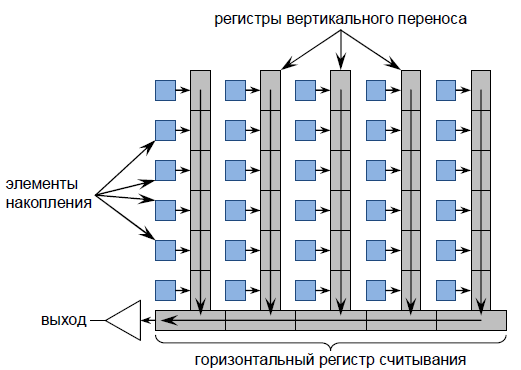 регистры вертикального переноса
элементы
накопления
выход
горизонтальный регистр считывания